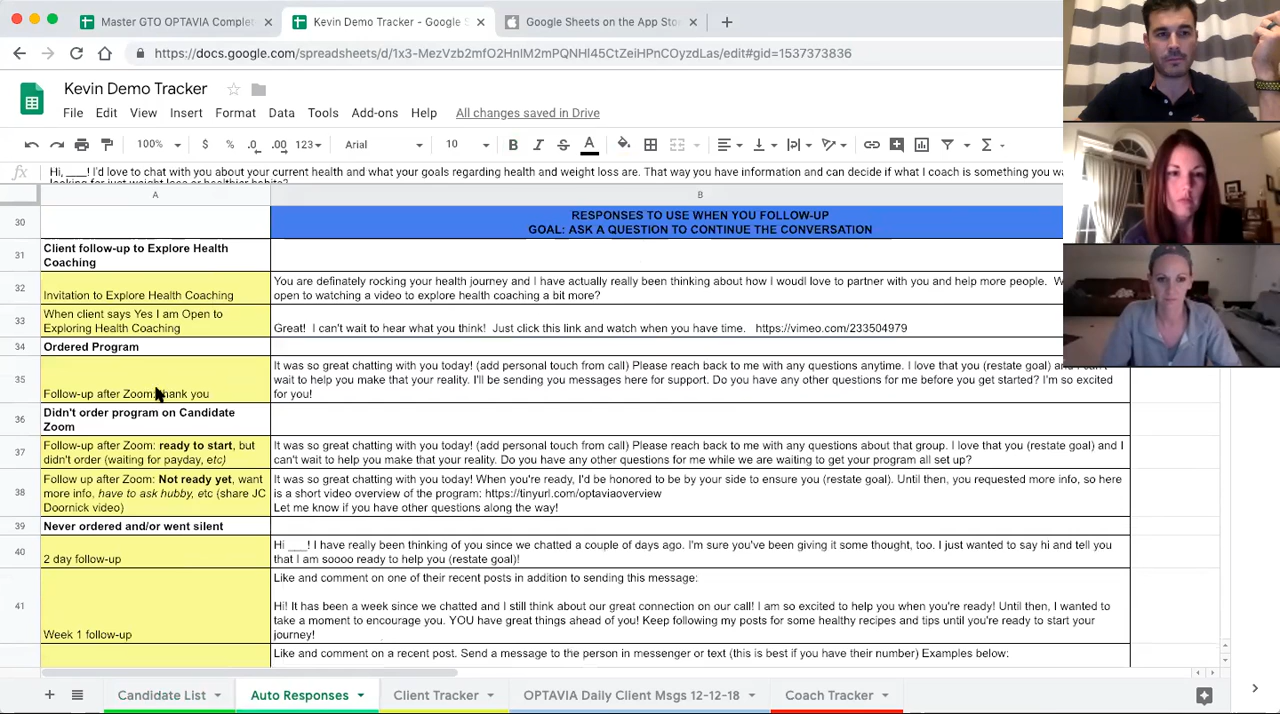 Master GTO OPTAVIA Complet
Kevin Demo Tracker - Google S
Google Sheets on the App Sto
https://docs.google.com/spreadsheets/d/1x3-MezVzb2mfO2HnIM2mPQNHl45CtZeiHPnCOyzdLas/edit#gid=1537373836
Kevin Demo Tracker
File Edit View Insert Format Data Tools Add-ons Help All changes saved in Drive
100% $ % .0 .00 123 Arial 10 B I S A Σ
fx Hi, ____! I'd love to chat with you about your current health and what your goals regarding health and weight loss are. That way you have information and can decide if what I coach is something you wa
looking for just weight loss or healthier habits?
A B
30 RESPONSES TO USE WHEN YOU FOLLOW-UP
GOAL: ASK A QUESTION TO CONTINUE THE CONVERSATION
31 Client follow-up to Explore Health
Coaching
32 Invitation to Explore Health Coaching
You are definately rocking your health journey and I have actually really been thinking about how I woudl love to partner with you and help more people. W
open to watching a video to explore health coaching a bit more?
33 When client says Yes I am Open to
Exploring Health Coaching
Great! I can't wait to hear what you think! Just click this link and watch when you have time. https://vimeo.com/233504979
34 Ordered Program
35 Follow-up after Zoom: thank you
It was so great chatting with you today! (add personal touch from call) Please reach back to me with any questions anytime. I love that you (restate goal) and I can't
wait to help you make that your reality. I'll be sending you messages here for support. Do you have any other questions for me before you get started? I'm so excited
for you!
36 Didn't order program on Candidate
Zoom
37 Follow-up after Zoom: ready to start, but
didn't order (waiting for payday, etc)
It was so great chatting with you today! (add personal touch from call) Please reach back to me with any questions about that group. I love that you (restate goal) and I
can't wait to help you make that your reality. Do you have any other questions for me while we are waiting to get your program all set up?
38 Follow up after Zoom: Not ready yet, want
more info, have to ask hubby, etc (share JC
Doornick video)
It was so great chatting with you today! When you're ready, I'd be honored to be by your side to ensure you (restate goal). Until then, you requested more info, so here
is a short video overview of the program: https://tinyurl.com/optaviaoverview
Let me know if you have other questions along the way!
39 Never ordered and/or went silent
40 2 day follow-up
Hi ___! I have really been thinking of you since we chatted a couple of days ago. I'm sure you've been giving it some thought, too. I just wanted to say hi and tell you
that I am soooo ready to help you (restate goal)!
41 Week 1 follow-up
Like and comment on one of their recent posts in addition to sending this message:
Hi! It has been a week since we chatted and I still think about our great connection on our call! I am so excited to help you when you're ready! Until then, I wanted to
take a moment to encourage you. YOU have great things ahead of you! Keep following my posts for some healthy recipes and tips until you're ready to start your
journey!
Like and comment on a recent post. Send a message to the person in messenger or text (this is best if you have their number) Examples below:
Candidate List Auto Responses Client Tracker OPTAVIA Daily Client Msgs 12-12-18 Coach Tracker